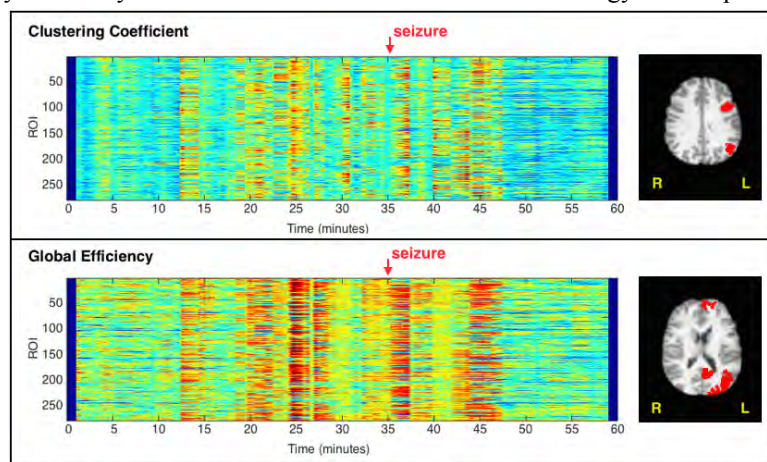 seizure
Clustering Coefficient
50
100
150
200
250
ROI
0 5 10 15 20 25 30 35 40 45 50 55 60
Time (minutes)
R L
seizure
Global Efficiency
50
100
150
200
250
ROI
0 5 10 15 20 25 30 35 40 45 50 55 60
Time (minutes)
R L